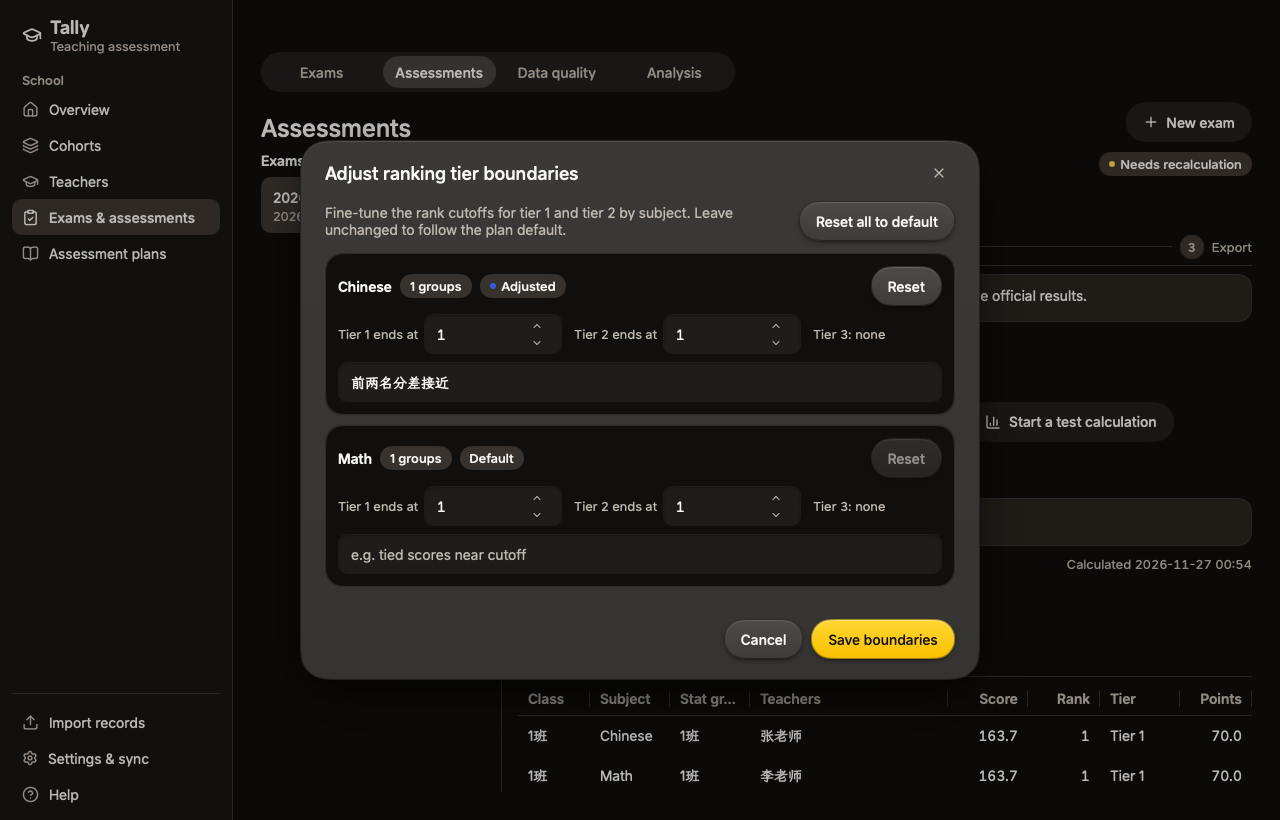 Tally
Teaching assessment
School
Overview
Cohorts
Teachers
Exams & assessments
Assessment plans
Import records
Settings & sync
Help
Exams
Assessments
Data quality
Analysis
Assessments
New exam
Exams
Needs recalculation
3 Export
e official results.
Start a test calculation
Calculated 2026-11-27 00:54
Adjust ranking tier boundaries
Fine-tune the rank cutoffs for tier 1 and tier 2 by subject. Leave
unchanged to follow the plan default.
Reset all to default
Chinese 1 groups Adjusted Reset
Tier 1 ends at 1 Tier 2 ends at 1 Tier 3: none
前两名分差接近
Math 1 groups Default Reset
Tier 1 ends at 1 Tier 2 ends at 1 Tier 3: none
e.g. tied scores near cutoff
Cancel
Save boundaries
Class Subject Stat gr... Teachers Score Rank Tier Points
1班 Chinese 1班 张老师 163.7 1 Tier 1 70.0
1班 Math 1班 李老师 163.7 1 Tier 1 70.0